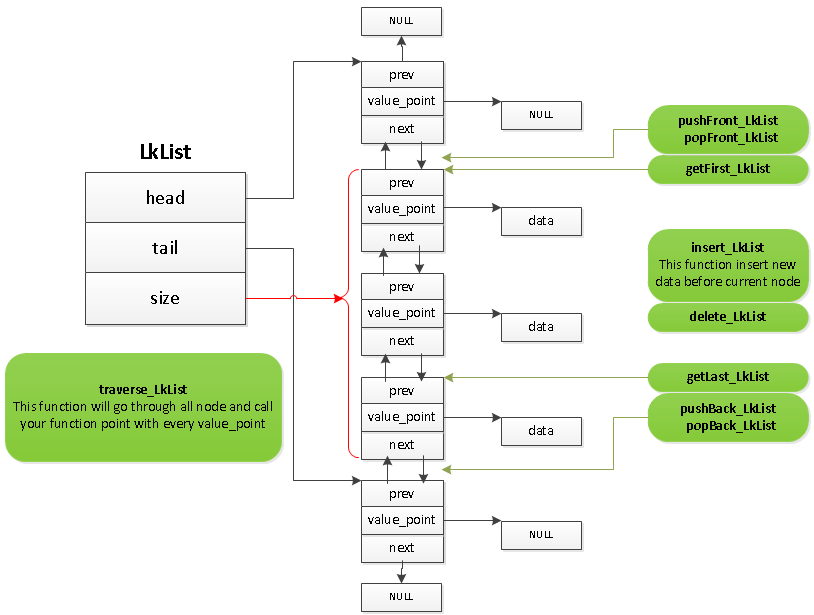 NULL
prev
value_point
next
NULL
LkList
head
tail
size
prev
value_point
next
data
prev
value_point
next
data
prev
value_point
next
data
prev
value_point
next
NULL
NULL
pushFront_LkList
popFront_LkList
getFirst_LkList
insert_LkList
This function insert new
data before current node
delete_LkList
getLast_LkList
pushBack_LkList
popBack_LkList
traverse_LkList
This function will go through all node and call
your function point with every value_point